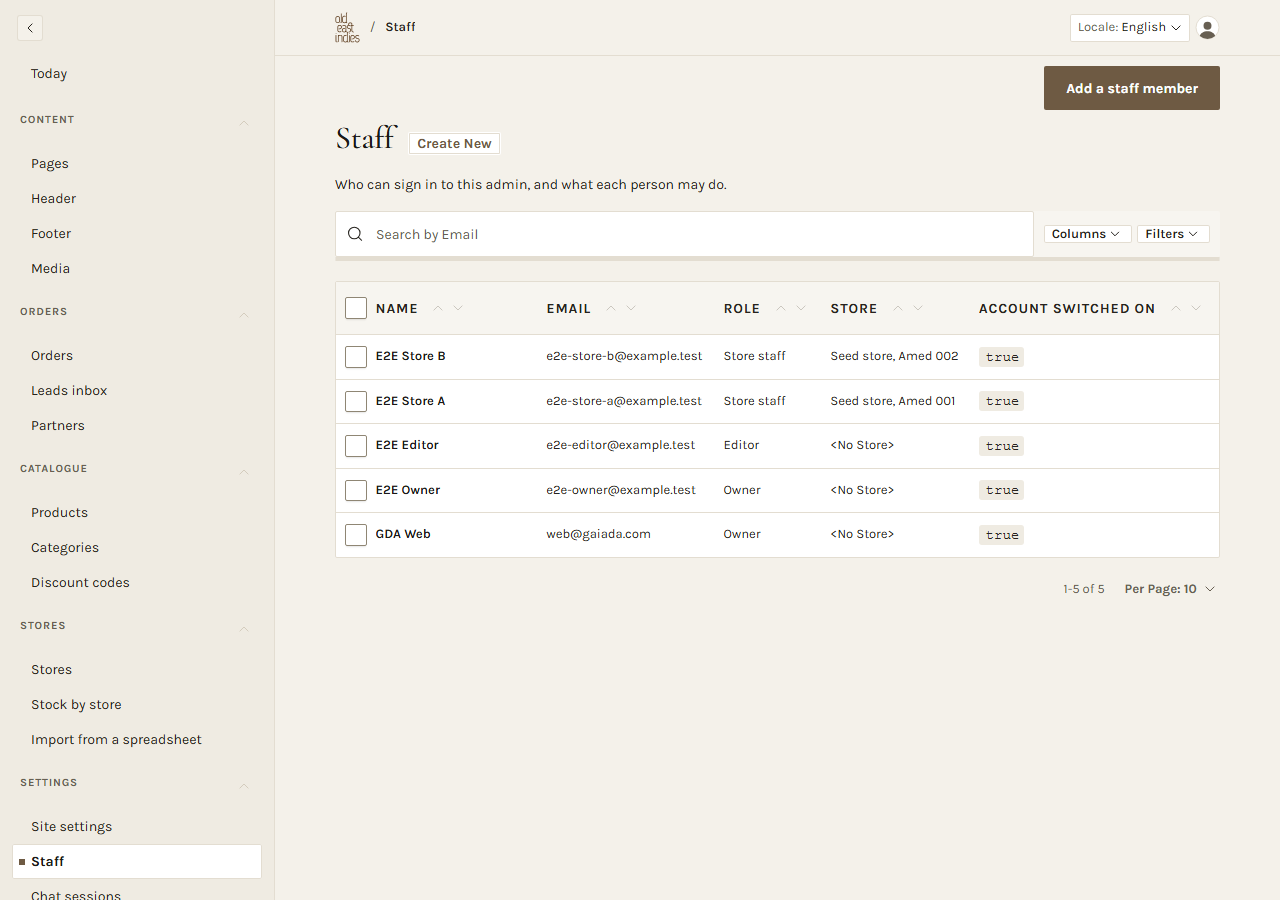 old
east
indies
/ Staff
Locale: English
Today
CONTENT
Pages
Header
Footer
Media
ORDERS
Orders
Leads inbox
Partners
CATALOGUE
Products
Categories
Discount codes
STORES
Stores
Stock by store
Import from a spreadsheet
SETTINGS
Site settings
Staff
Chat sessions
Add a staff member
Staff Create New
Who can sign in to this admin, and what each person may do.
Search by Email Columns Filters
NAME EMAIL ROLE STORE ACCOUNT SWITCHED ON
E2E Store B e2e-store-b@example.test Store staff Seed store, Amed 002 true
E2E Store A e2e-store-a@example.test Store staff Seed store, Amed 001 true
E2E Editor e2e-editor@example.test Editor <No Store> true
E2E Owner e2e-owner@example.test Owner <No Store> true
GDA Web web@gaiada.com Owner <No Store> true
1-5 of 5 Per Page: 10